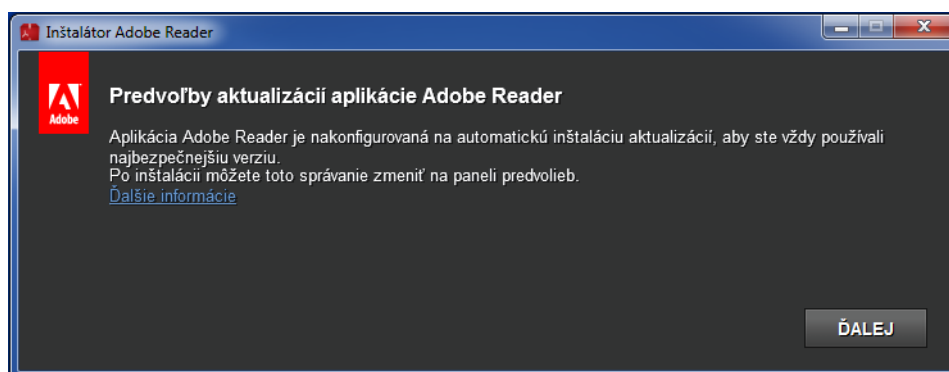 Inštalátor Adobe Reader
Adobe
Predvoľby aktualizácií aplikácie Adobe Reader
Aplikácia Adobe Reader je nakonfigurovaná na automatickú inštaláciu aktualizácií, aby ste vždy používali
najbezpečnejšiu verziu.
Po inštalácii môžete toto správanie zmeniť na paneli predvolieb.
Ďalšie informácie
ĎALEJ